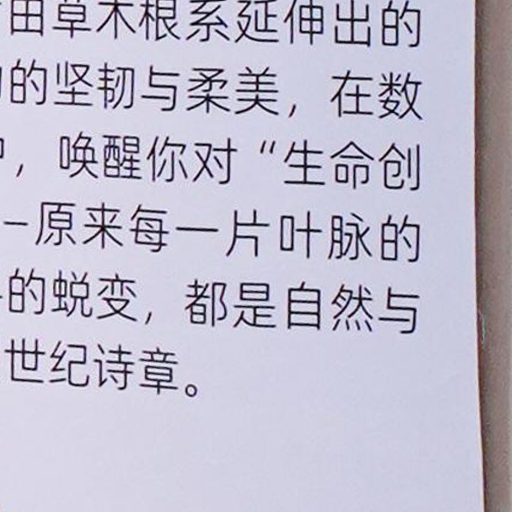 由草木根系延伸出的
的坚韧与柔美，在数
，唤醒你对“生命创
—原来每一片叶脉的
的蜕变，都是自然与
世纪诗章。